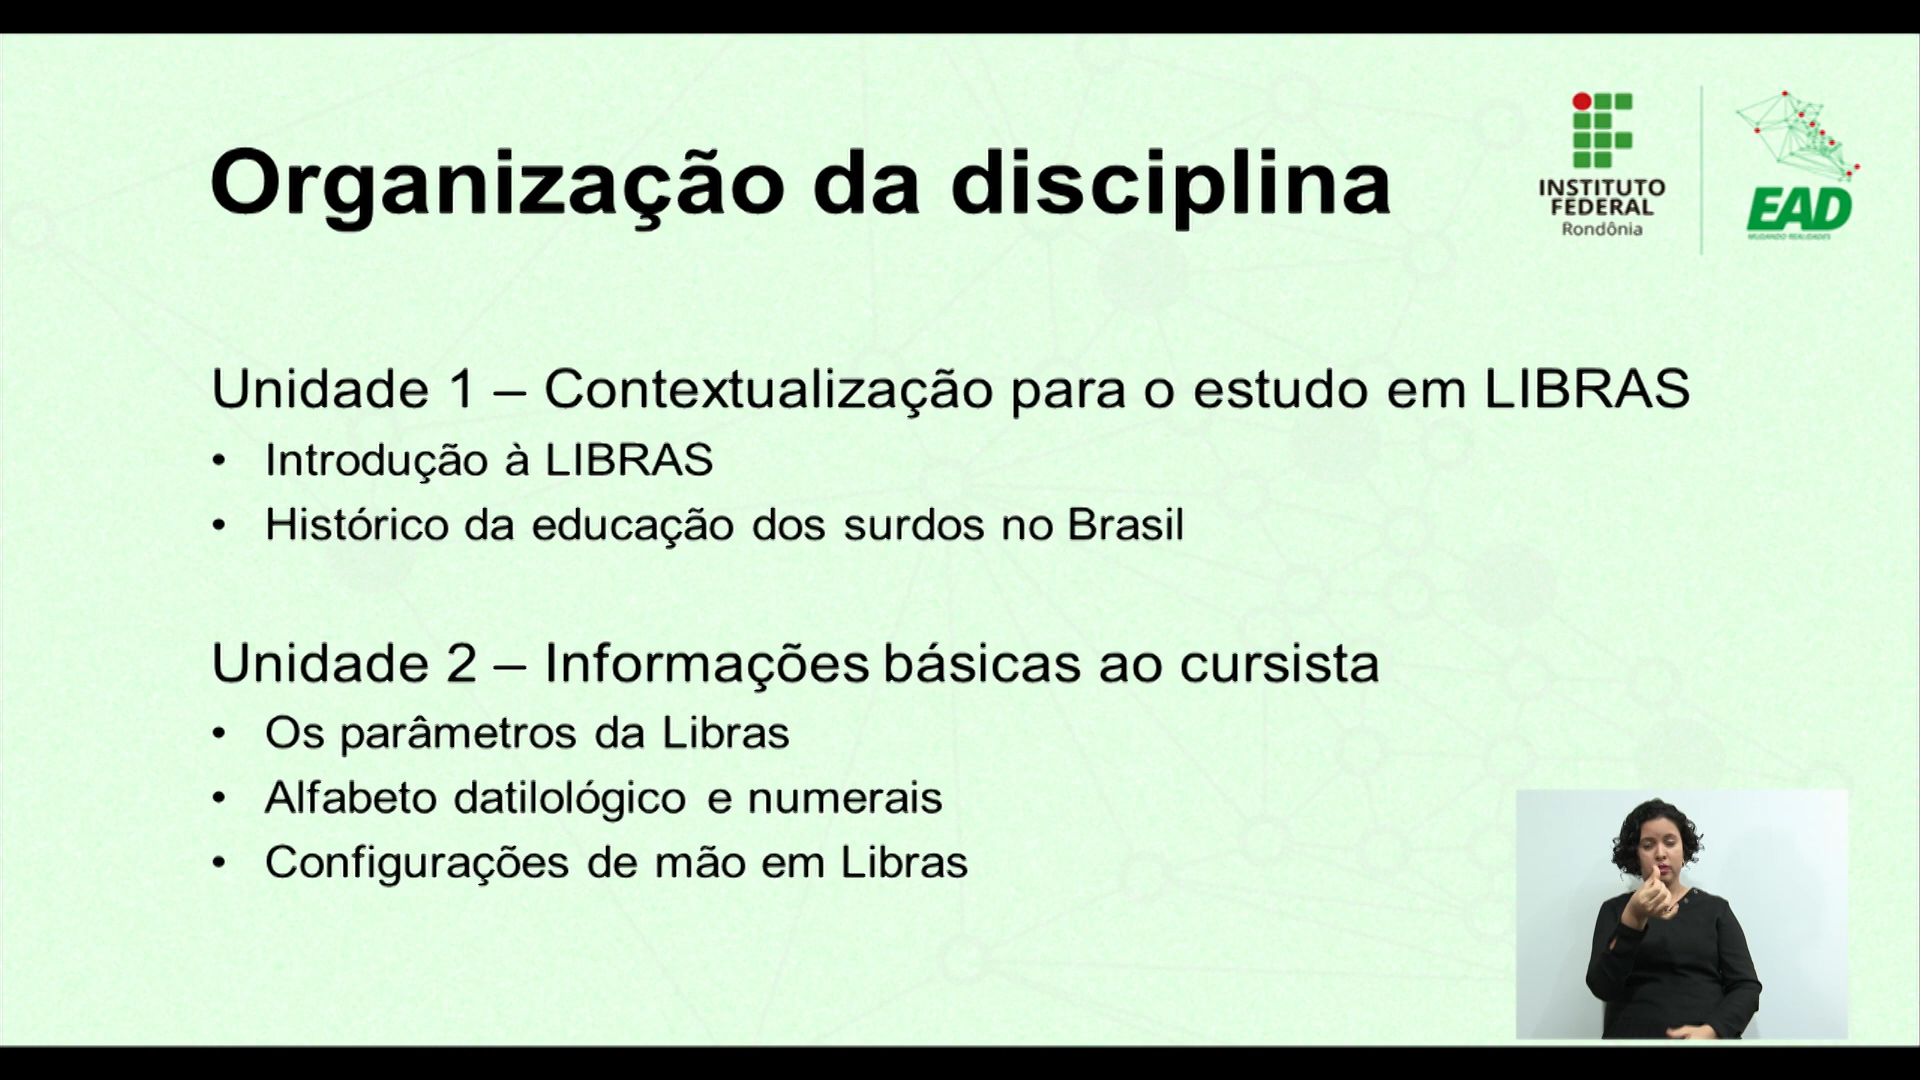 Organização da disciplina
INSTITUTO
FEDERAL
Rondônia
EAD
MUDANDO REALIDADES
Unidade 1 – Contextualização para o estudo em LIBRAS
• Introdução à LIBRAS
• Histórico da educação dos surdos no Brasil
Unidade 2 – Informações básicas ao cursista
• Os parâmetros da Libras
• Alfabeto datilológico e numerais
• Configurações de mão em Libras